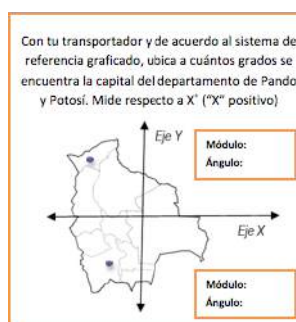 Con tu transportador y de acuerdo al sistema de
referencia graficado, ubica a cuántos grados se
encuentra la capital del departamento de Pando
y Potosí. Mide respecto a X⁺ ("X" positivo)
Eje Y
Módulo:
Ángulo:
Eje X
Módulo:
Ángulo: